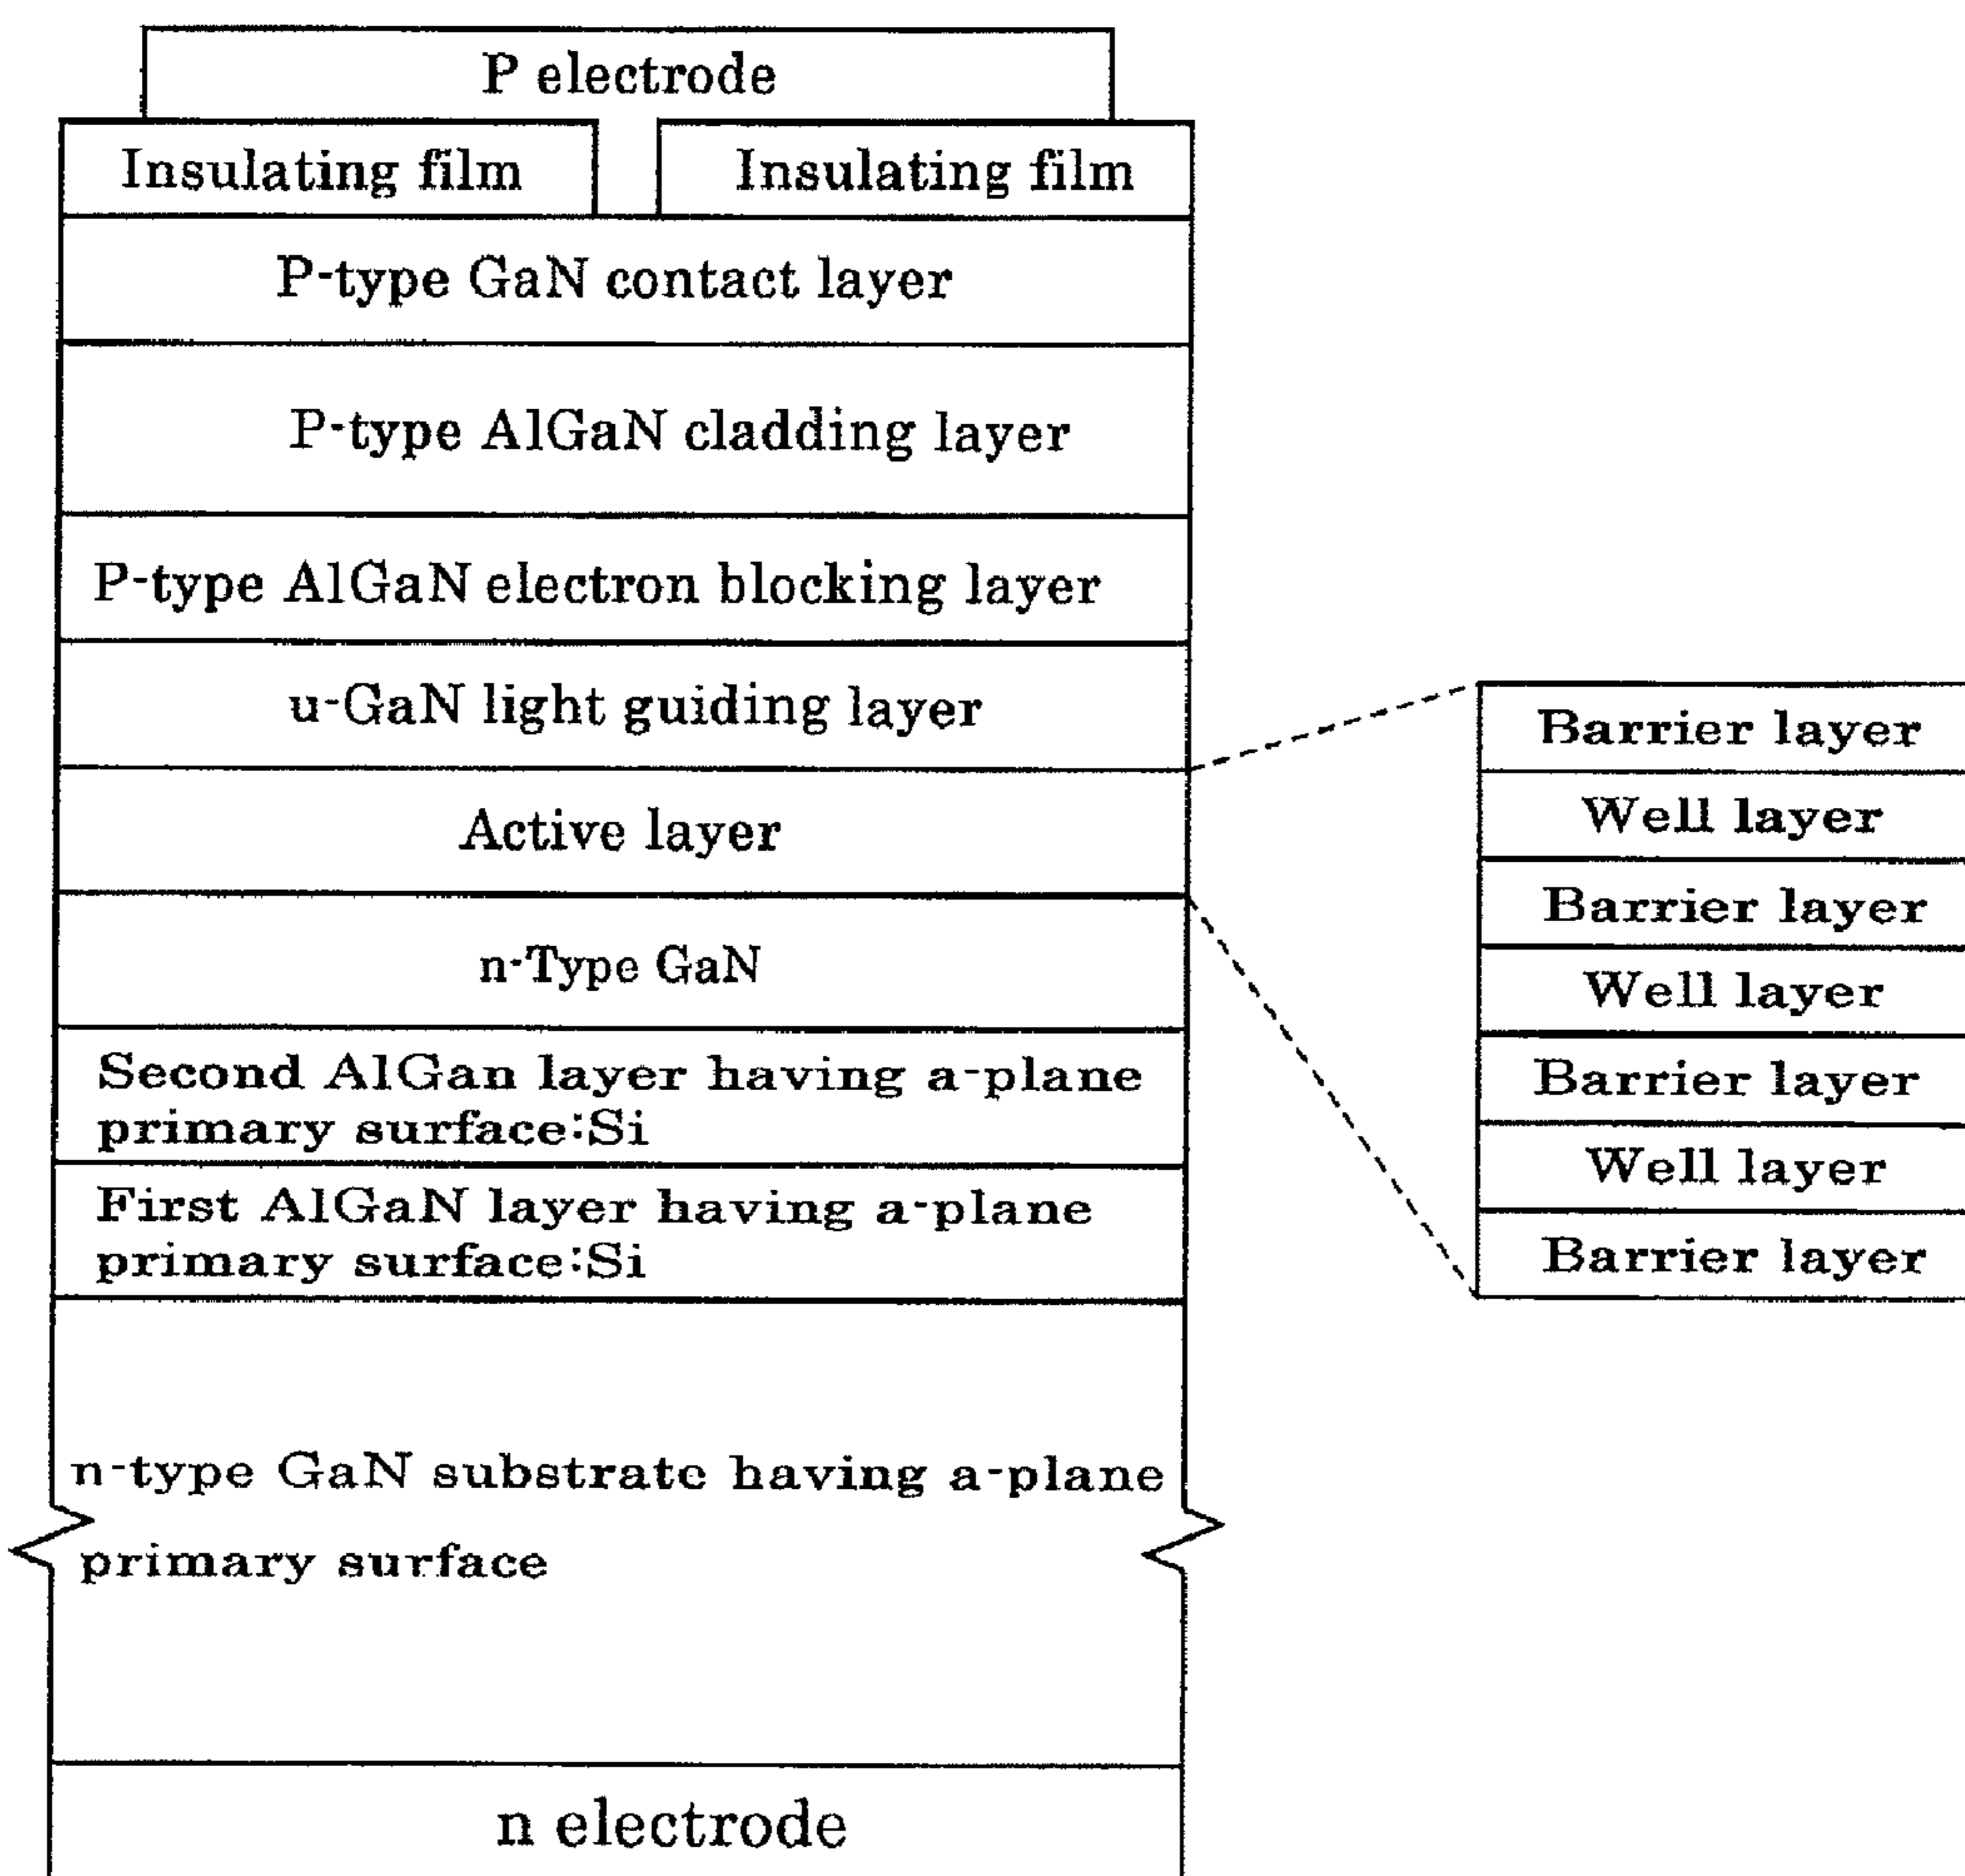 P electrode
Insulating film
Insulating film
P-type GaN contact layer
P-type AlGaN cladding layer
P-type AlGaN electron blocking layer
u-GaN light guiding layer
Active layer
n-Type GaN
Second AlGan layer having a-plane
primary surface:Si
First AlGaN layer having a-plane
primary surface:Si
n-type GaN substrate having a-plane
primary surface
n electrode
Barrier layer
Well layer
Barrier layer
Well layer
Barrier layer
Well layer
Barrier layer